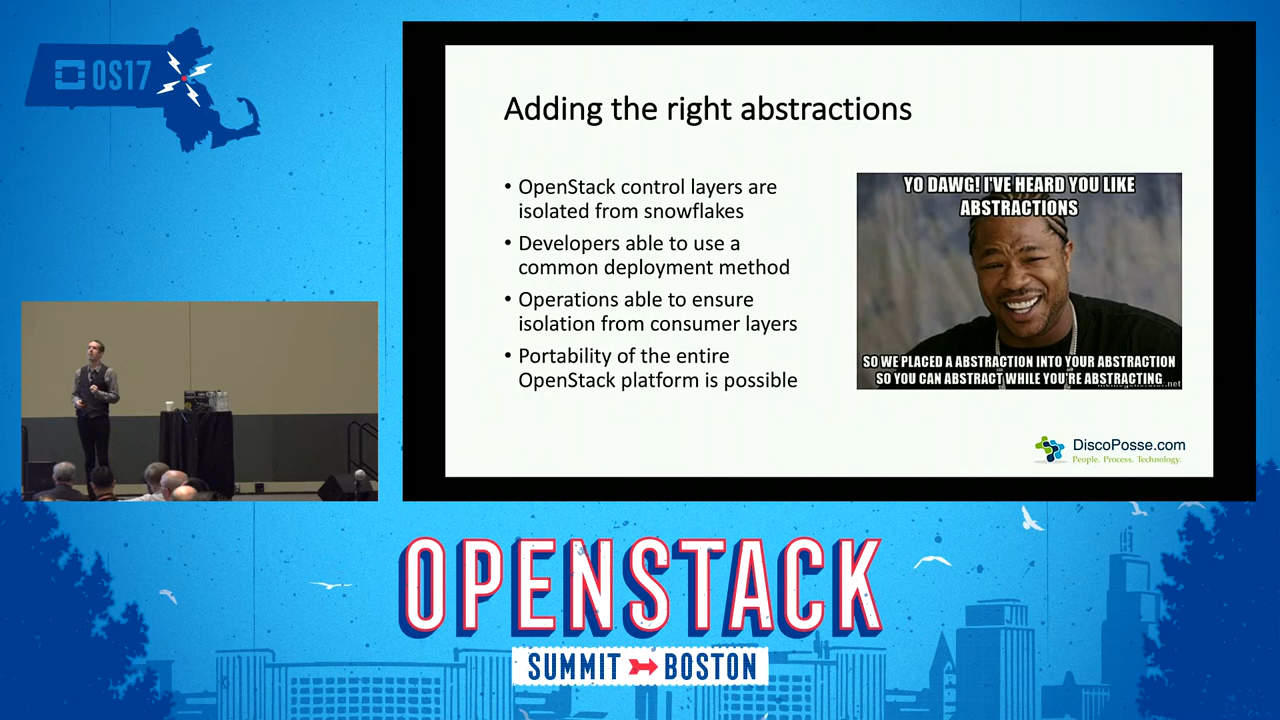 OS17
Adding the right abstractions
• OpenStack control layers are
isolated from snowflakes
• Developers able to use a
common deployment method
• Operations able to ensure
isolation from consumer layers
• Portability of the entire
OpenStack platform is possible
YO DAWG! I'VE HEARD YOU LIKE
ABSTRACTIONS
SO WE PLACED A ABSTRACTION INTO YOUR ABSTRACTION
SO YOU CAN ABSTRACT WHILE YOU'RE ABSTRACTING
DiscoPosse.com
People. Process. Technology.
OPENSTACK
SUMMIT BOSTON